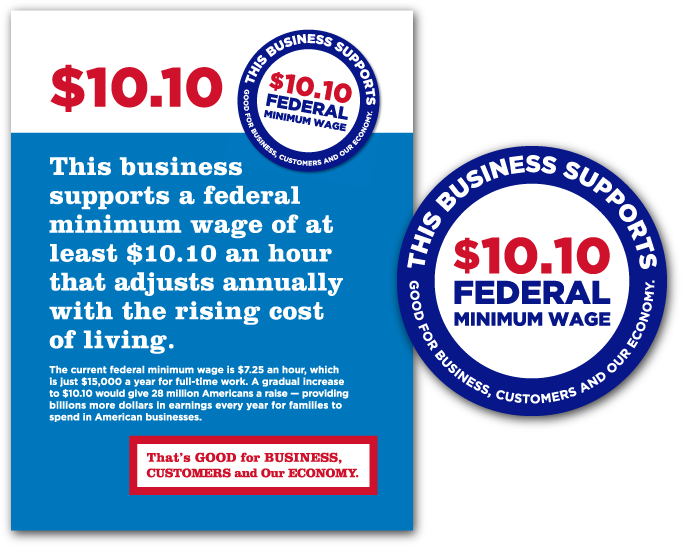 $10.10
THIS BUSINESS SUPPORTS
$10.10
FEDERAL
MINIMUM WAGE
GOOD FOR BUSINESS, CUSTOMERS AND OUR ECONOMY.
This business
supports a federal
minimum wage of at
least $10.10 an hour
that adjusts annually
with the rising cost
of living.
The current federal minimum wage is $7.25 an hour, which
is just $15,000 a year for full-time work. A gradual increase
to $10.10 would give 28 million Americans a raise — providing
billions more dollars in earnings every year for families to
spend in American businesses.
That's GOOD for BUSINESS,
CUSTOMERS and Our ECONOMY.
THIS BUSINESS SUPPORTS
$10.10
FEDERAL
MINIMUM WAGE
GOOD FOR BUSINESS, CUSTOMERS AND OUR ECONOMY.